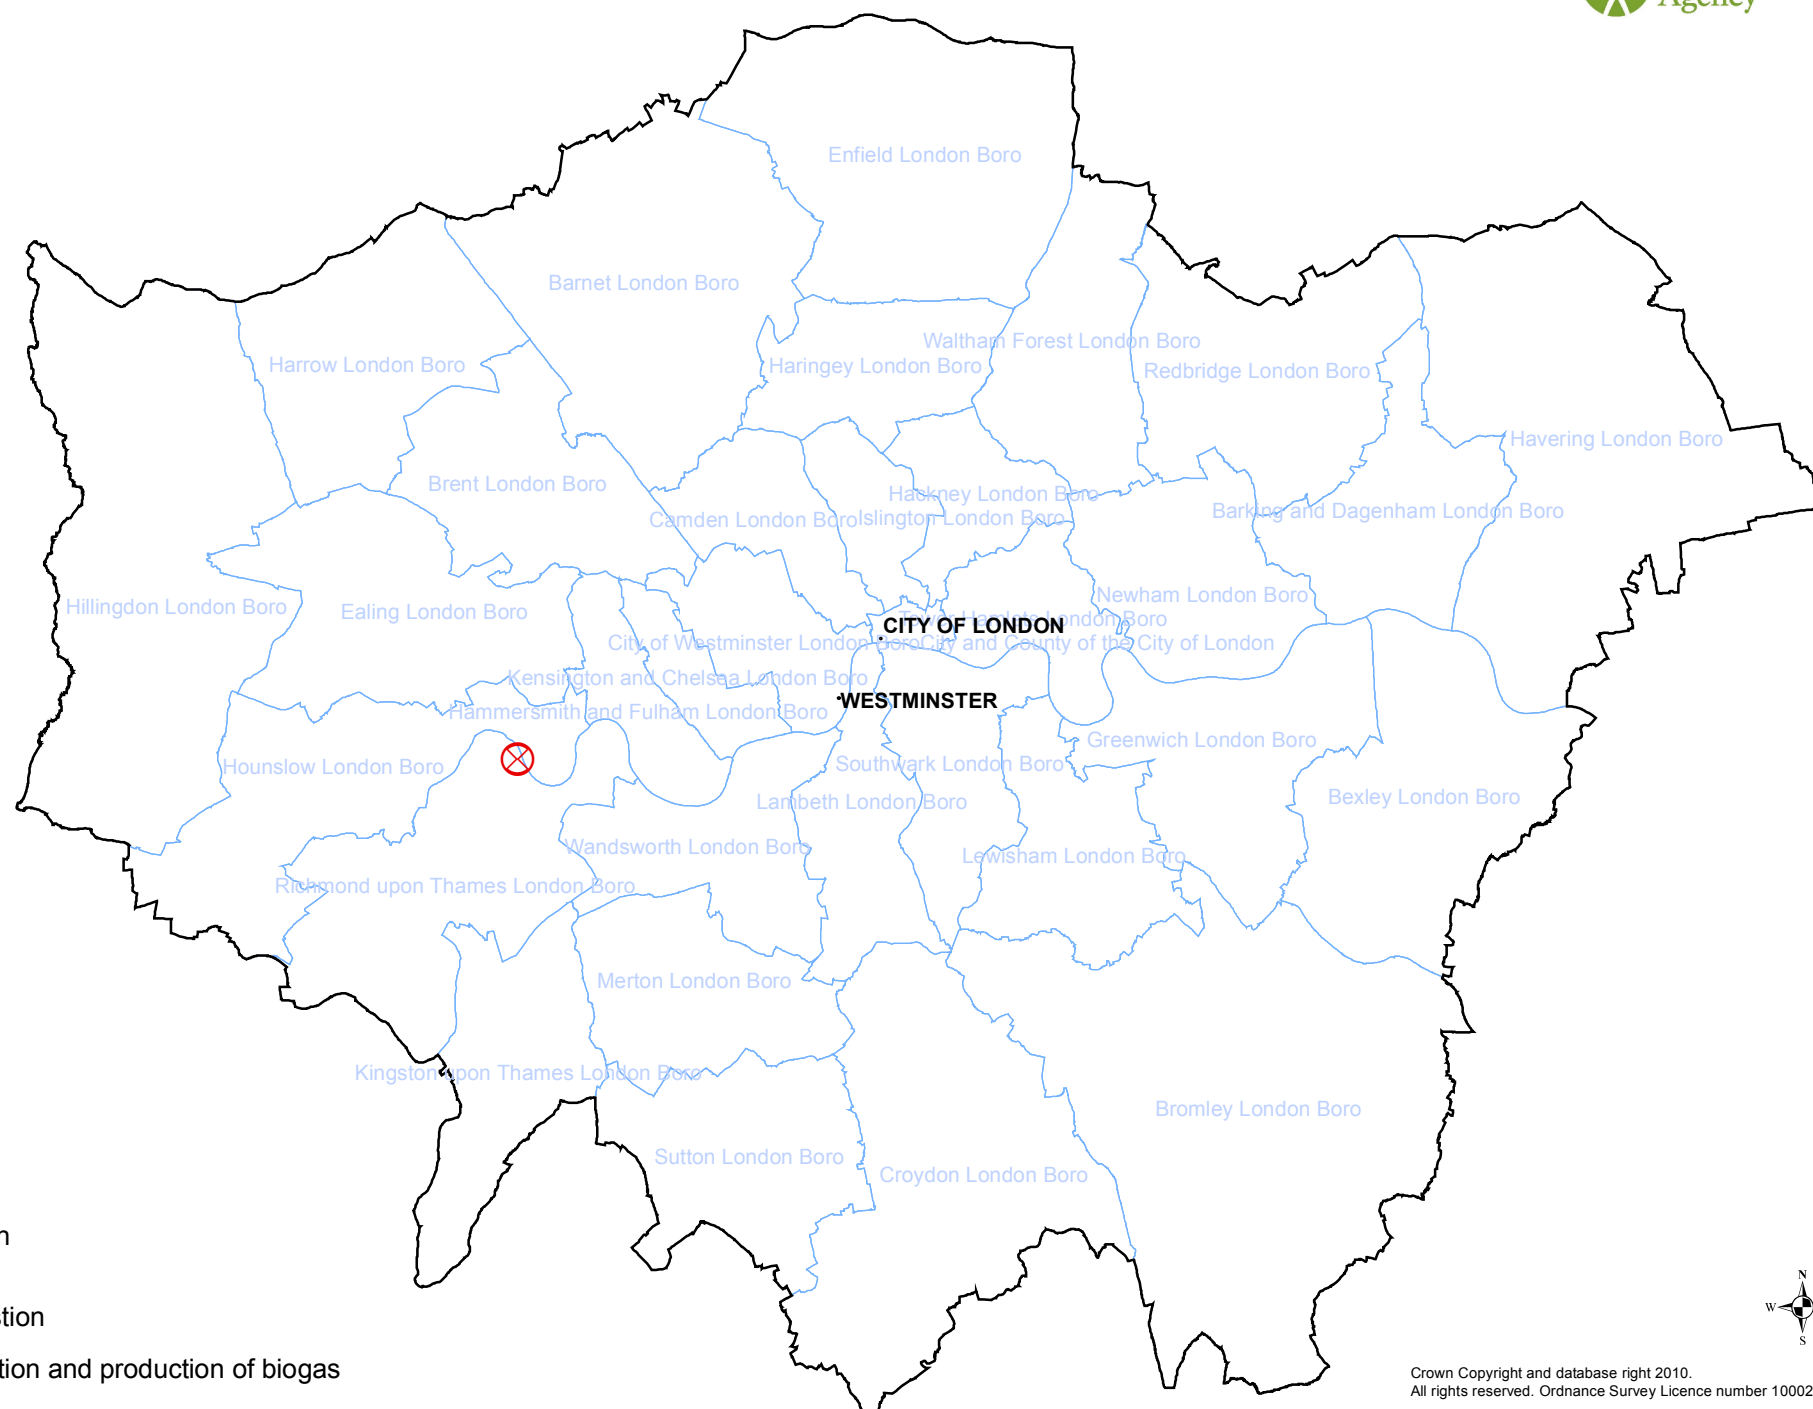 Agency
Enfield London Boro
Barnet London Boro
Waltham Forest London Boro
Harrow London Boro
Haringey London Boro
Redbridge London Boro
Havering London Boro
Brent London Boro
Hackney London Boro
Camden London Boro
Islington London Boro
Barking and Dagenham London Boro
Newham London Boro
Hillingdon London Boro
Ealing London Boro
Tower Hamlets London Boro
CITY OF LONDON
City of Westminster London Boro
City and County of the City of London
Kensington and Chelsea London Boro
WESTMINSTER
Hammersmith and Fulham London Boro
Greenwich London Boro
Hounslow London Boro
Southwark London Boro
Bexley London Boro
Lambeth London Boro
Wandsworth London Boro
Lewisham London Boro
Richmond upon Thames London Boro
Merton London Boro
Kingston upon Thames London Boro
Bromley London Boro
Sutton London Boro
Croydon London Boro
N
W
S
and production of biogas
Crown Copyright and database right 2010.
All rights reserved. Ordnance Survey Licence number 10002